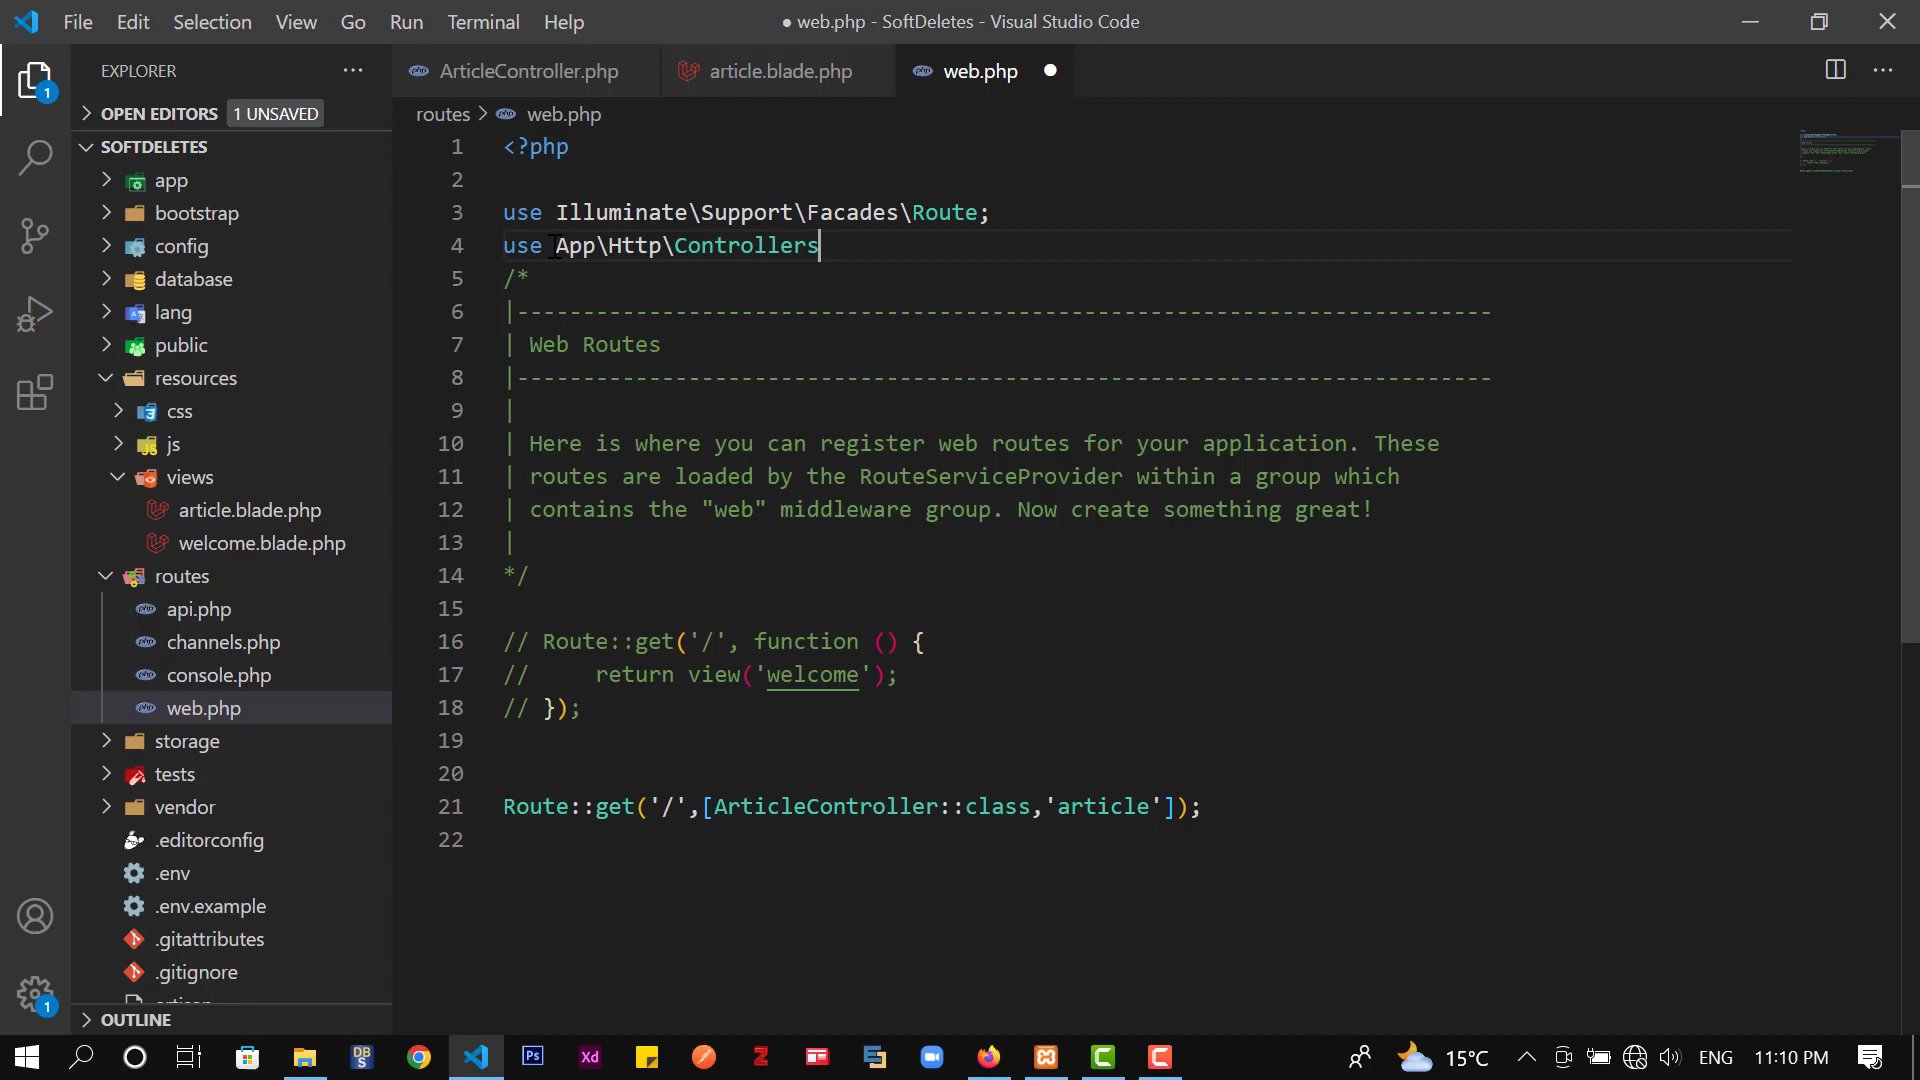 File Edit Selection View Go Run Terminal Help
● web.php - SoftDeletes - Visual Studio Code
EXPLORER
ArticleController.php
article.blade.php
web.php
OPEN EDITORS 1 UNSAVED
routes > web.php
SOFTDELETES
app
bootstrap
config
database
lang
public
resources
css
js
views
article.blade.php
welcome.blade.php
routes
api.php
channels.php
console.php
web.php
storage
tests
vendor
.editorconfig
.env
.env.example
.gitattributes
.gitignore
artisan
OUTLINE
1 <?php
2
3 use Illuminate\Support\Facades\Route;
4 use App\Http\Controllers
5 /*
6 |--------------------------------------------------------------------------
7 | Web Routes
8 |--------------------------------------------------------------------------
9 |
10 | Here is where you can register web routes for your application. These
11 | routes are loaded by the RouteServiceProvider within a group which
12 | contains the "web" middleware group. Now create something great!
13 |
14 */
15
16 // Route::get('/', function () {
17 //     return view('welcome');
18 // });
19
20
21 Route::get('/',[ArticleController::class,'article']);
22
1
1
DB S
Ps
Xd
Z
15°C
ENG
11:10 PM